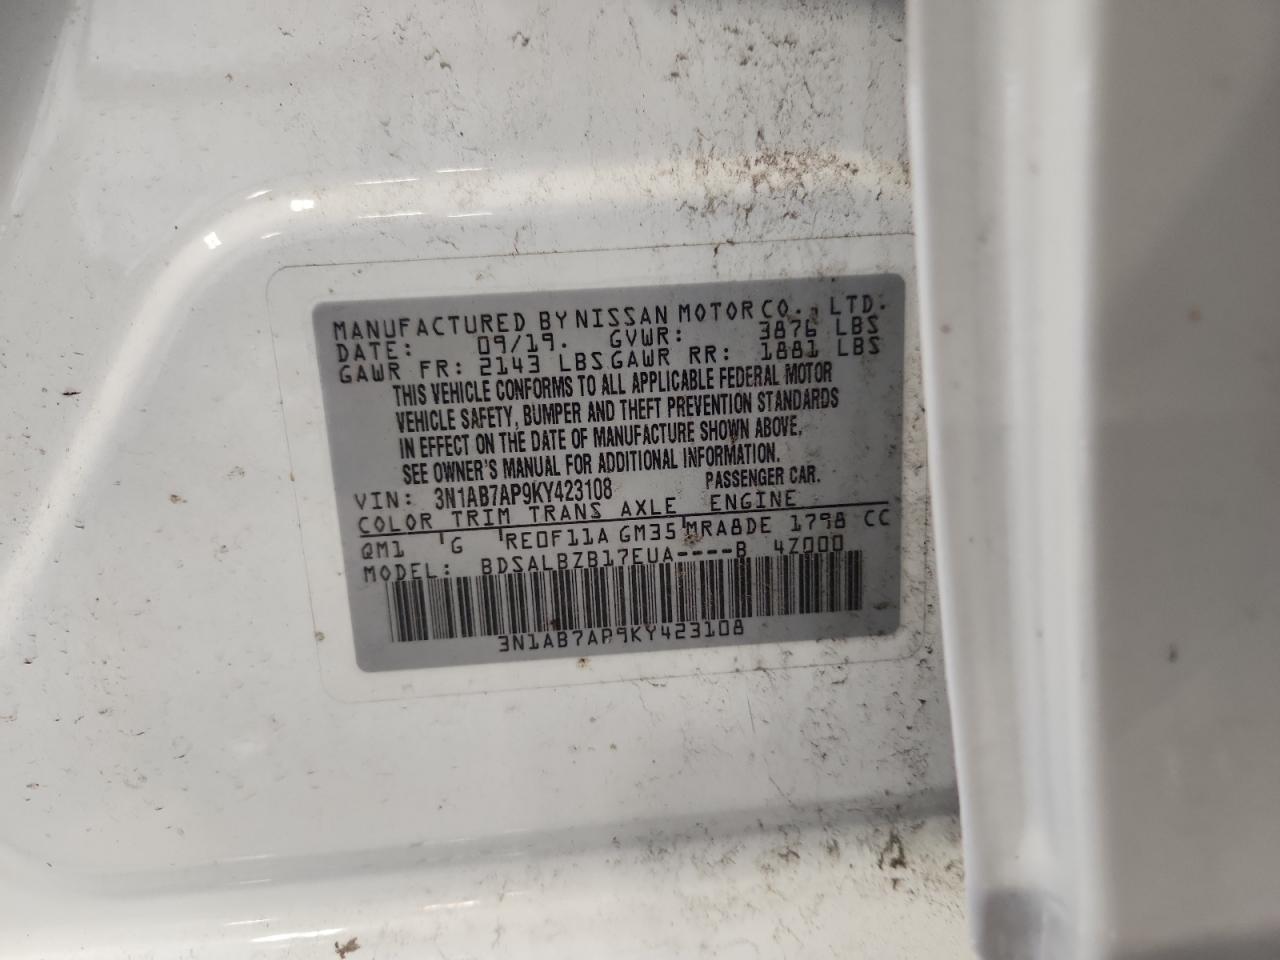 MANUFACTURED BY NISSAN MOTOR CO., LTD.
DATE: 09/19. GVWR: 3876 LBS
GAWR FR: 2143 LBS GAWR RR: 1881 LBS
THIS VEHICLE CONFORMS TO ALL APPLICABLE FEDERAL MOTOR
VEHICLE SAFETY, BUMPER AND THEFT PREVENTION STANDARDS
IN EFFECT ON THE DATE OF MANUFACTURE SHOWN ABOVE.
SEE OWNER'S MANUAL FOR ADDITIONAL INFORMATION.
VIN: 3N1AB7AP9KY423108 PASSENGER CAR.
COLOR TRIM TRANS AXLE ENGINE
QM1 G RE0F11A GM35 MRA8DE 1798 CC
MODEL: BDSALBZB17EUA----B 4Z000
3N1AB7AP9KY423108